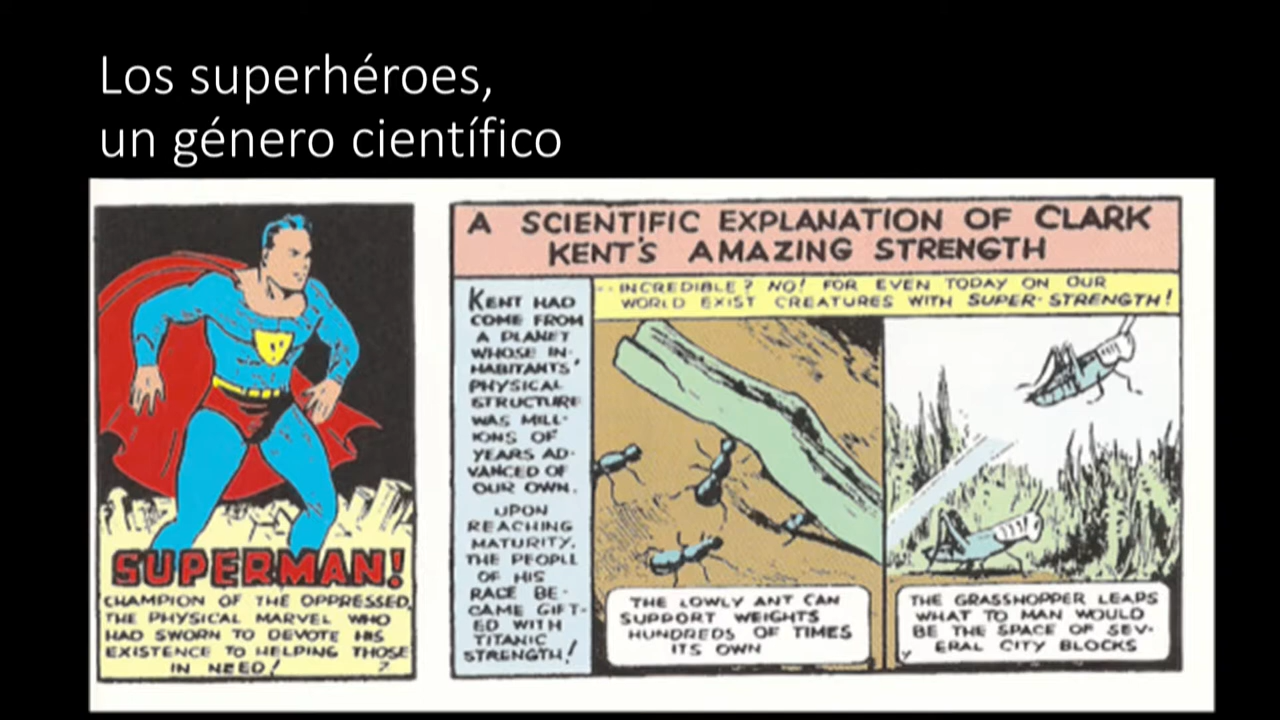 Los superhéroes,
un género científico
SUPERMAN!
CHAMPION OF THE OPPRESSED,
THE PHYSICAL MARVEL WHO
HAD SWORN TO DEVOTE HIS
EXISTENCE TO HELPING THOSE
IN NEED!
A SCIENTIFIC EXPLANATION OF CLARK
KENT'S AMAZING STRENGTH
KENT HAD
COME FROM
A PLANET
WHOSE IN-
HABITANTS'
PHYSICAL
STRUCTURE
WAS MILL-
IONS OF
YEARS AD-
VANCED OF
OUR OWN.
UPON
REACHING
MATURITY,
THE PEOPLE
OF HIS
RACE BE-
CAME GIFT-
ED WITH
TITANIC
STRENGTH!
--INCREDIBLE? NO! FOR EVEN TODAY ON OUR
WORLD EXIST CREATURES WITH SUPER-STRENGTH!
THE LOWLY ANT CAN
SUPPORT WEIGHTS
HUNDREDS OF TIMES
ITS OWN
THE GRASSHOPPER LEAPS
WHAT TO MAN WOULD
BE THE SPACE OF SEV-
ERAL CITY BLOCKS